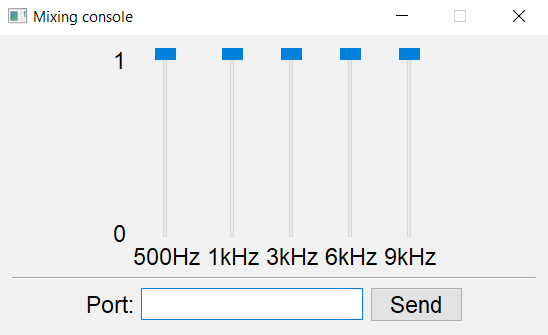 Mixing console
1
0
500Hz 1kHz 3kHz 6kHz 9kHz
Port:
Send